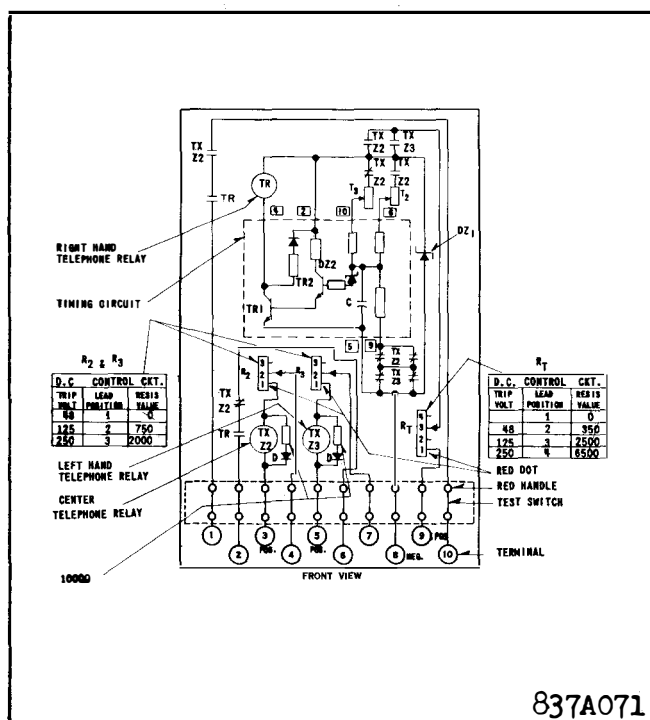 TX Z2
TX Z2
TX Z3
TX Z2
TX Z2
T3
T2
TR
TR
4
2
10
6
DZ1
RIGHT HAND
TELEPHONE RELAY
DZ2
TR2
C
TIMING CIRCUIT
TR1
5
9
R2 & R3
D.C CONTROL CKT.
TRIP VOLT LEAD POSITION RESIS VALUE
48 1 0
125 2 750
250 3 2000
TX Z2
TX Z3
RT
D.C. CONTROL CKT.
TRIP VOLT LEAD POSITION RESIS VALUE
1 0
48 2 350
125 3 2500
250 4 6500
R2
3
2
1
R3
3
2
1
RT
4
3
2
1
TX Z2
TR
TX Z2
D
TX Z3
D
LEFT HAND
TELEPHONE RELAY
CENTER
TELEPHONE RELAY
RED DOT
RED HANDLE
TEST SWITCH
1
2
3 POS.
4
5 POS.
6
7
8 NEG.
9 POS.
10
TERMINAL
1000Ω
FRONT VIEW
837A071